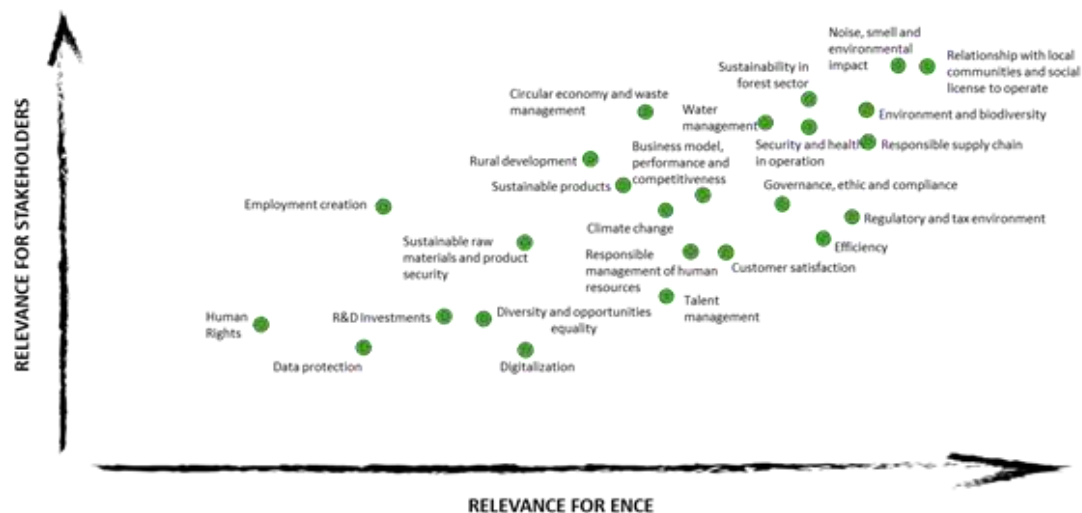 Noise, smell and
environmental
impact
Relationship with local
communities and social
license to operate
Sustainability in
forest sector
Circular economy and waste
management
Water
management
Environment and biodiversity
Security and health
in operation
Responsible supply chain
Business model,
performance and
competitiveness
Rural development
Sustainable products
Governance, ethic and compliance
Employment creation
Climate change
Regulatory and tax environment
Sustainable raw
materials and product
security
Efficiency
Responsible
management of human
resources
Customer satisfaction
Talent
management
Human
Rights
R&D Investments
Diversity and opportunities
equality
Data protection
Digitalization
RELEVANCE FOR STAKEHOLDERS
RELEVANCE FOR ENCE